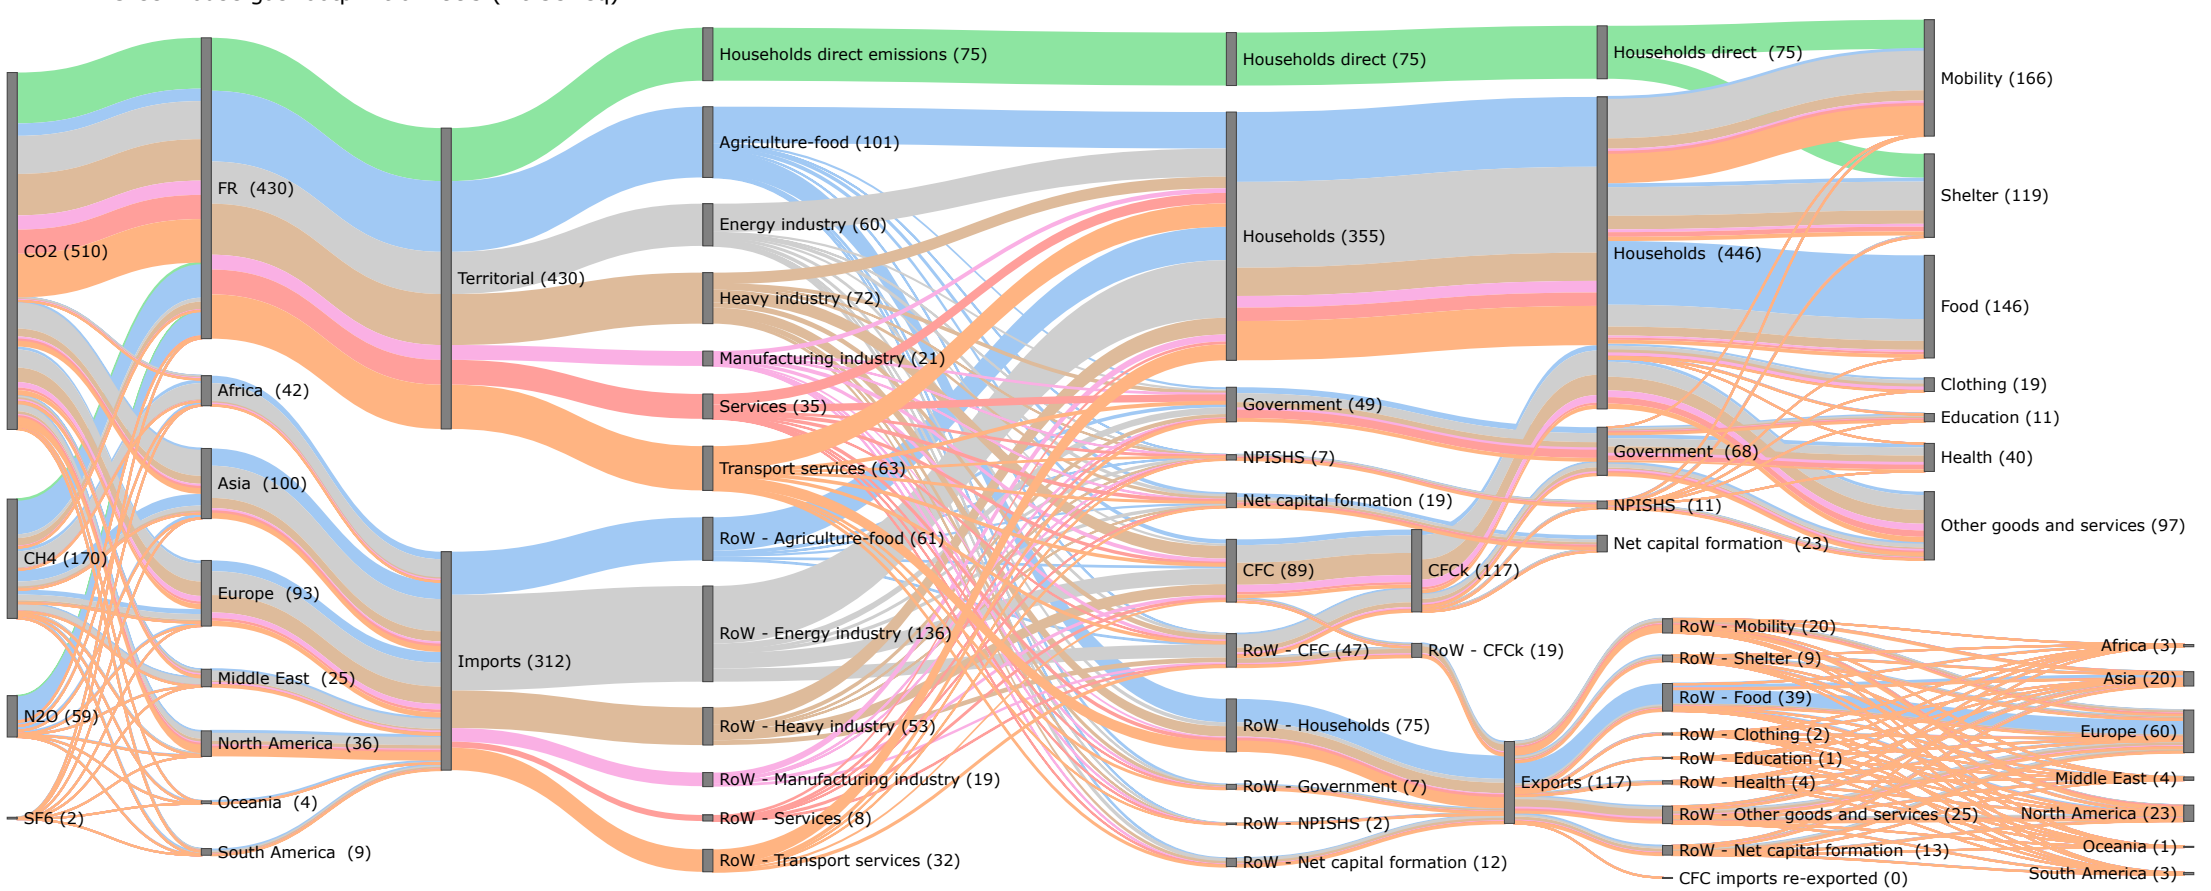 CO2 (510)
CH4 (170)
N2O (59)
SF6 (2)
FR (430)
Africa (42)
Asia (100)
Europe (93)
Middle East (25)
North America (36)
Oceania (4)
South America (9)
Territorial (430)
Imports (312)
Households direct emissions (75)
Agriculture-food (101)
Energy industry (60)
Heavy industry (72)
Manufacturing industry (21)
Services (35)
Transport services (63)
RoW - Agriculture-food (61)
RoW - Energy industry (136)
RoW - Heavy industry (53)
RoW - Manufacturing industry (19)
RoW - Services (8)
RoW - Transport services (32)
Households direct (75)
Households (355)
Government (49)
NPISHS (7)
Net capital formation (19)
CFC (89)
RoW - CFC (47)
RoW - Households (75)
RoW - Government (7)
RoW - NPISHS (2)
RoW - Net capital formation (12)
CFCk (117)
RoW - CFCk (19)
Exports (117)
Households direct (75)
Households (446)
Government (68)
NPISHS (11)
Net capital formation (23)
RoW - Mobility (20)
RoW - Shelter (9)
RoW - Food (39)
RoW - Clothing (2)
RoW - Education (1)
RoW - Health (4)
RoW - Other goods and services (25)
RoW - Net capital formation (13)
CFC imports re-exported (0)
Mobility (166)
Shelter (119)
Food (146)
Clothing (19)
Education (11)
Health (40)
Other goods and services (97)
Africa (3)
Asia (20)
Europe (60)
Middle East (4)
North America (23)
Oceania (1)
South America (3)